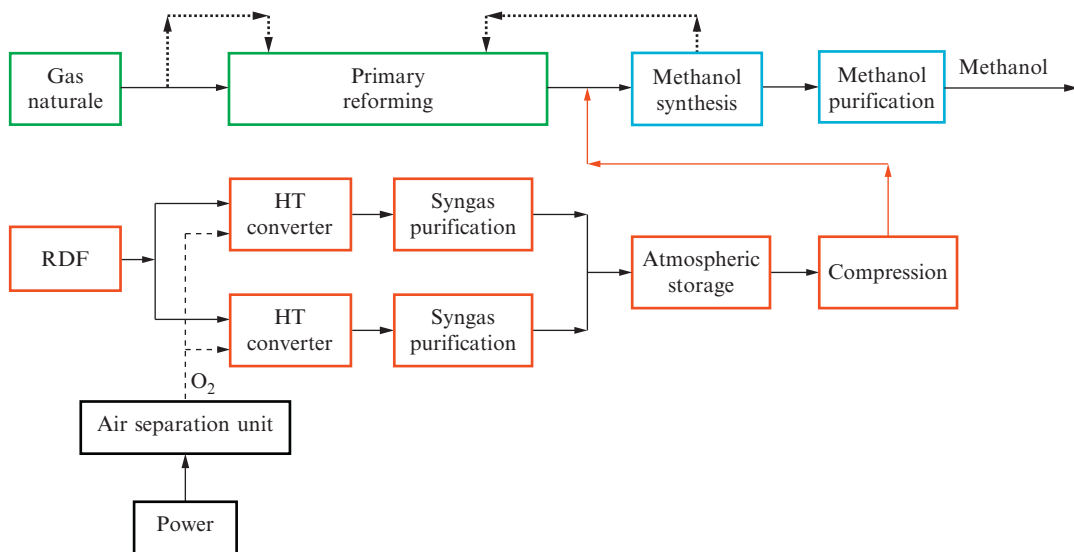 Gas
naturale
Primary
reforming
Methanol
synthesis
Methanol
purification
Methanol
RDF
HT
converter
Syngas
purification
HT
converter
Syngas
purification
Atmospheric
storage
Compression
O2
Air separation unit
Power